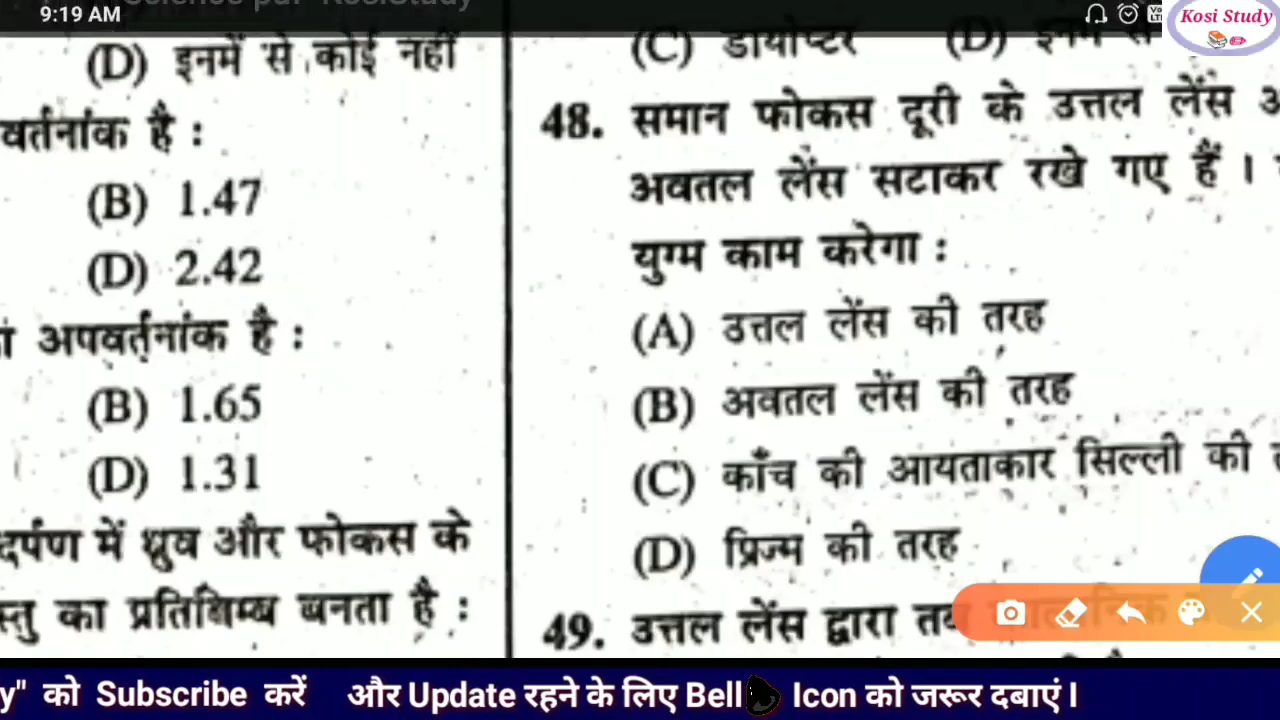 9:19 AM
Kosi Study
(D) इनमें से कोई नहीं
वर्तनांक है :
(B) 1.47
(D) 2.42
अपवर्तनांक है :
(B) 1.65
(D) 1.31
दर्पण में ध्रुव और फोकस के
स्तु का प्रतिबिम्ब बनता है :
(C) डायोप्टर (D) इनमें से
48. समान फोकस दूरी के उत्तल लेंस
अवतल लेंस सटाकर रखे गए हैं ।
युग्म काम करेगा :
(A) उत्तल लेंस की तरह
(B) अवतल लेंस की तरह
(C) काँच की आयताकार सिल्ली की
(D) प्रिज्म की तरह
49. उत्तल लेंस द्वारा
y" को Subscribe करें और Update रहने के लिए Bell Icon को जरूर दबाएं I